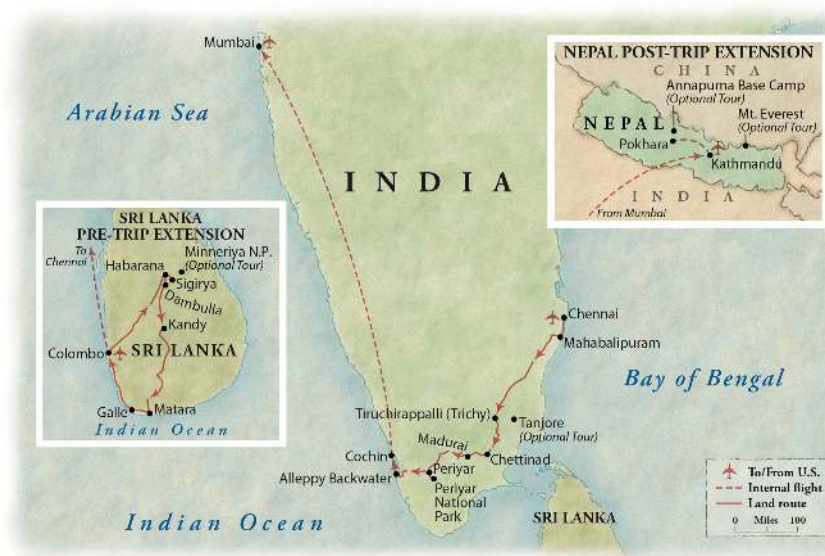 Mumbai
Arabian Sea
INDIA
NEPAL POST-TRIP EXTENSION
CHINA
Annapurna Base Camp
(Optional Tour)
Mt. Everest
(Optional Tour)
NEPAL
Pokhara
Kathmandu
INDIA
From Mumbai
SRI LANKA
PRE-TRIP EXTENSION
To
Chennai
Minneriya N.P.
(Optional Tour)
Habarana
Sigirya
Dambulla
Kandy
Colombo
SRI LANKA
Galle
Matara
Indian Ocean
Chennai
Mahabalipuram
Bay of Bengal
Tiruchirappalli (Trichy)
Tanjore
(Optional Tour)
Madurai
Chettinad
Cochin
Periyar
Alleppy Backwater
Periyar
National
Park
Indian Ocean
SRI LANKA
To/From U.S.
Internal flight
Land route
0 Miles 100